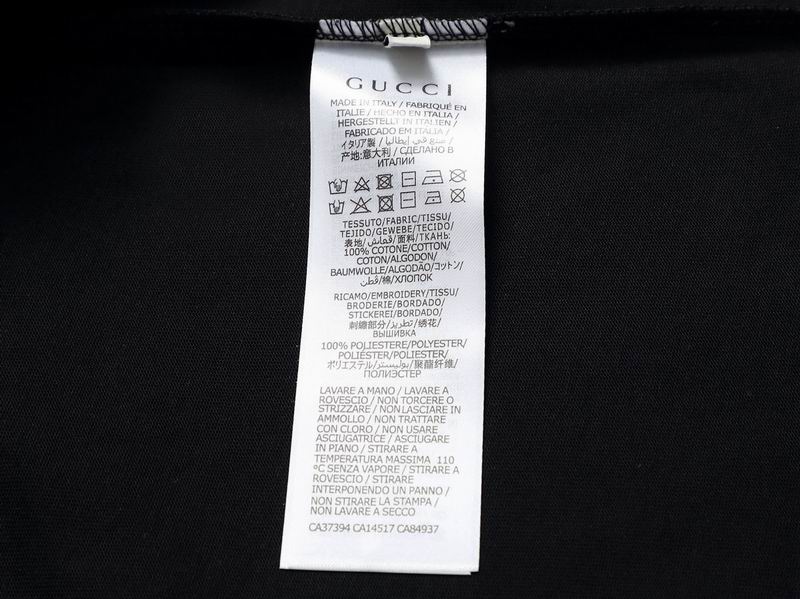 GUCCI
MADE IN ITALY / FABRIQUÉ EN
ITALIE / HECHO EN ITALIA /
HERGESTELLT IN ITALIEN /
FABRICADO EM ITALIA /
イタリア製 / صنع في إيطاليا /
产地:意大利 / СДЕЛАНО В
ИТАЛИИ
TESSUTO/FABRIC/TISSU/
TEJIDO/GEWEBE/TECIDO/
表地/قماش/面料/ТКАНЬ:
100% COTONE/COTTON/
COTON/ALGODON/
BAUMWOLLE/ALGODÃO/コットン/
قطن/棉/ХЛОПОК
RICAMO/EMBROIDERY/TISSU/
BRODERIE/BORDADO/
STICKEREI/BORDADO/
刺繍部分/تطريز/绣花/
ВЫШИВКА
100% POLIESTERE/POLYESTER/
POLIÉSTER/POLIESTER/
ポリエステル/بوليستر/聚酯纤维/
ПОЛИЭСТЕР
LAVARE A MANO / LAVARE A
ROVESCIO / NON TORCERE O
STRIZZARE / NON LASCIARE IN
AMMOLLO / NON TRATTARE
CON CLORO / NON USARE
ASCIUGATRICE / ASCIUGARE
IN PIANO / STIRARE A
TEMPERATURA MASSIMA 110
ºC SENZA VAPORE / STIRARE A
ROVESCIO / STIRARE
INTERPONENDO UN PANNO /
NON STIRARE LA STAMPA /
NON LAVARE A SECCO
CA37394 CA14517 CA84937